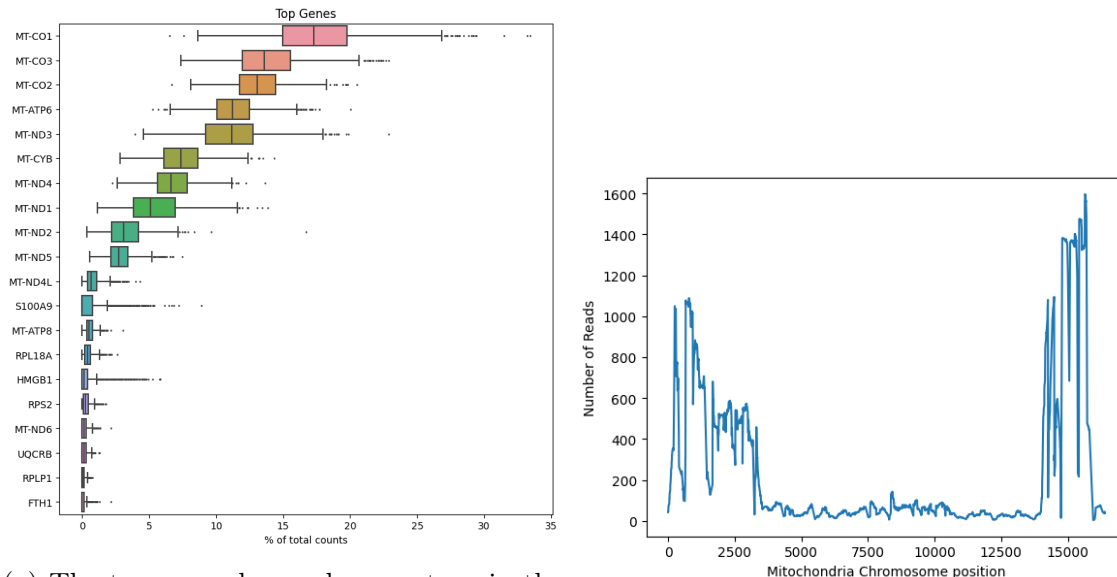 Top Genes
MT-CO1
MT-CO3
MT-CO2
MT-ATP6
MT-ND3
MT-CYB
MT-ND4
MT-ND1
MT-ND2
MT-ND5
MT-ND4L
S100A9
MT-ATP8
RPL18A
HMGB1
RPS2
MT-ND6
UQCRB
RPLP1
FTH1
0 5 10 15 20 25 30 35
% of total counts
1600
1400
1200
1000
800
600
400
200
0
Number of Reads
0 2500 5000 7500 10000 12500 15000
Mitochondria Chromosome position